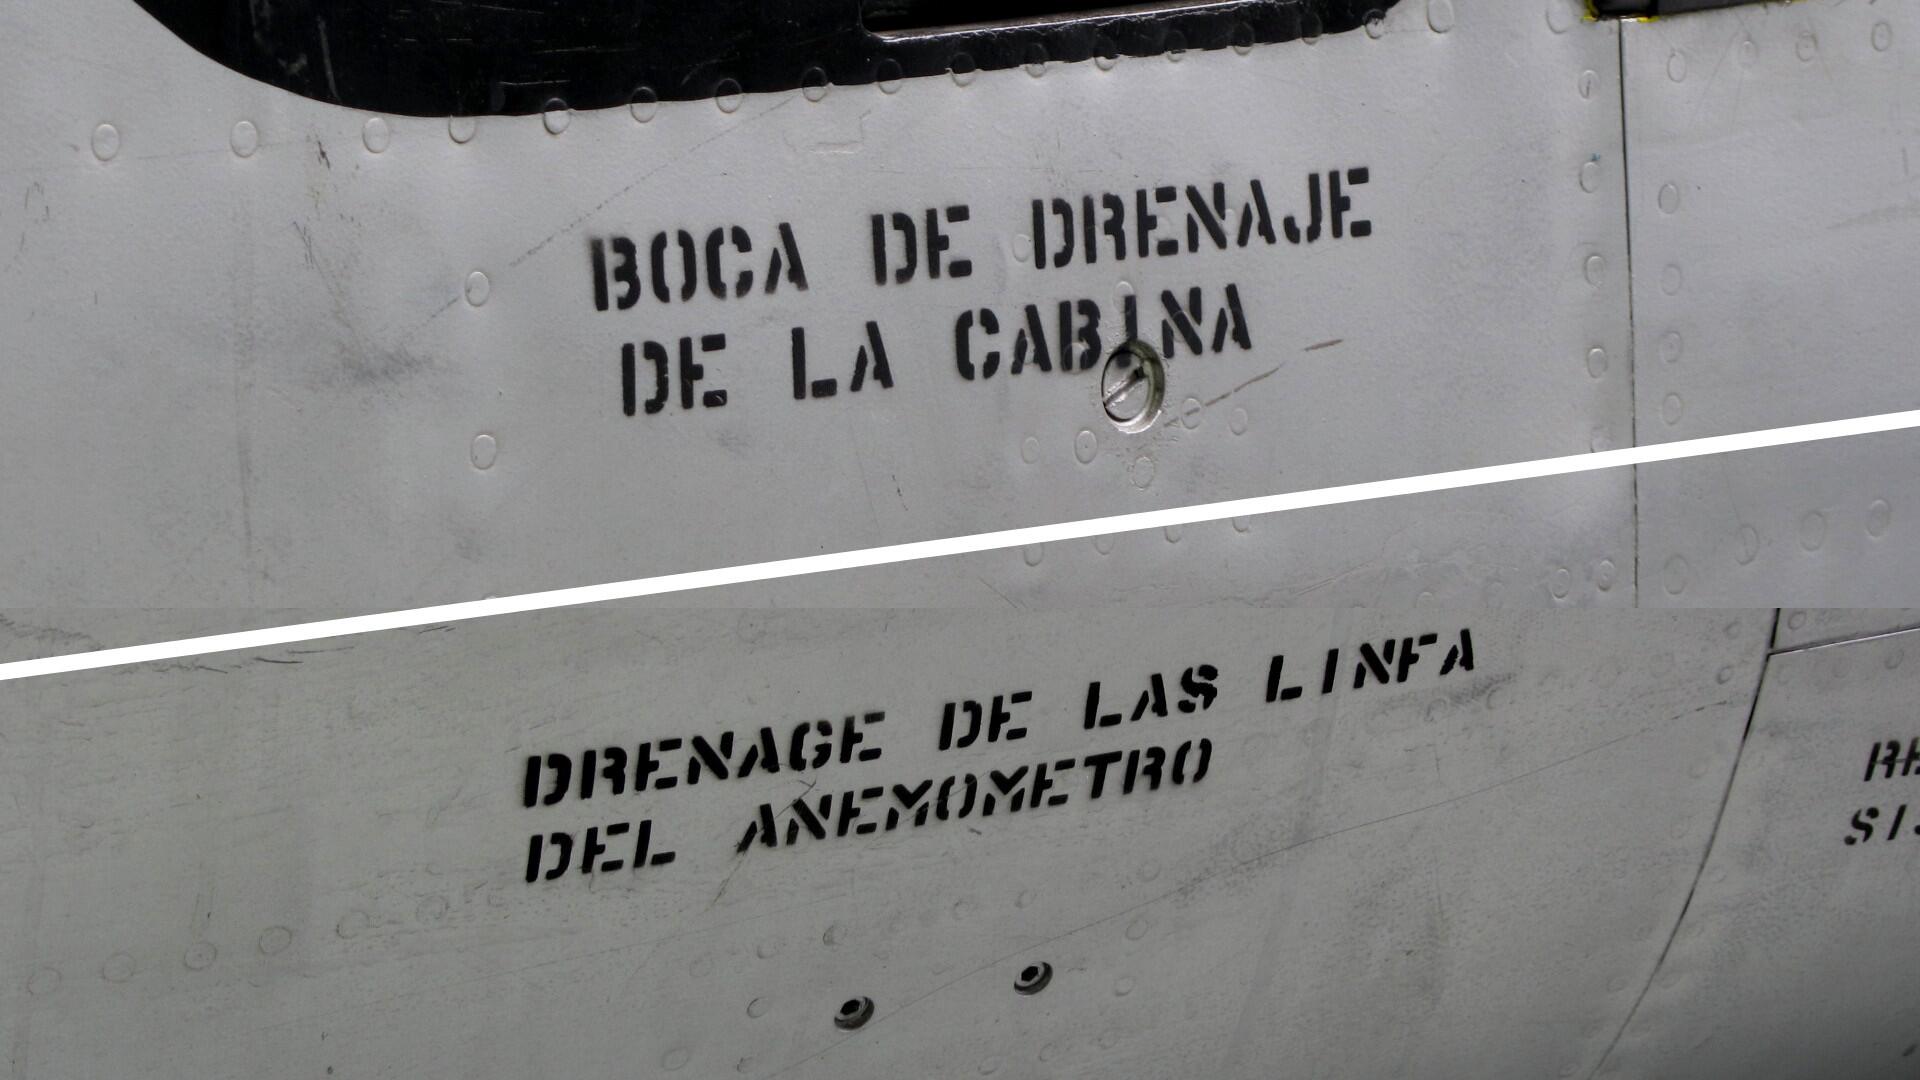 BOCA DE DRENAJE
DE LA CABINA
DRENAGE DE LAS LINFA
DEL ANEMOMETRO